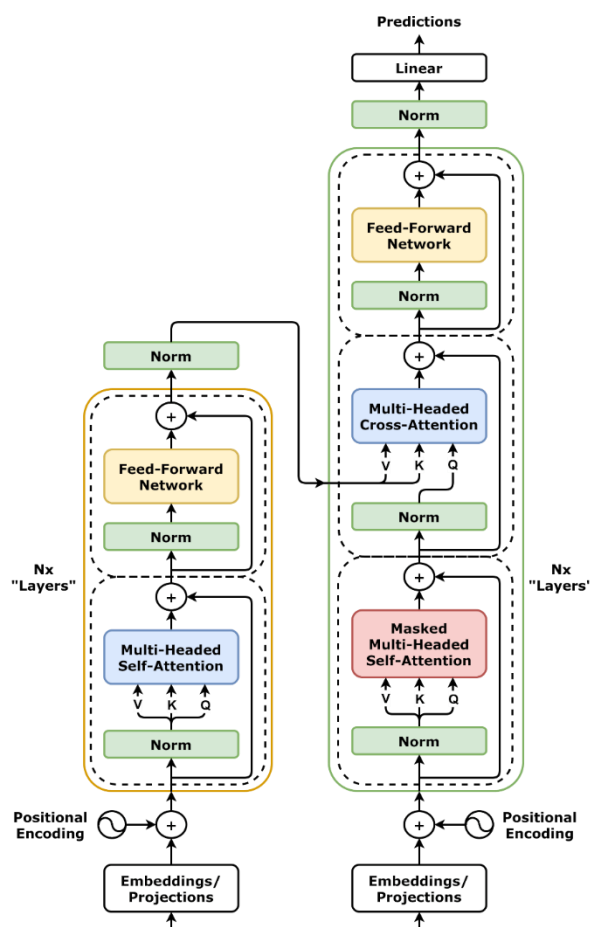 Predictions
Linear
Norm
+
Feed-Forward
Network
Norm
+
Multi-Headed
Cross-Attention
V K Q
Norm
+
Masked
Multi-Headed
Self-Attention
V K Q
Norm
Nx
"Layers'
+
Positional
Encoding
Embeddings/
Projections
Norm
+
Feed-Forward
Network
Norm
+
Multi-Headed
Self-Attention
V K Q
Norm
Nx
"Layers"
Positional
Encoding
+
Embeddings/
Projections